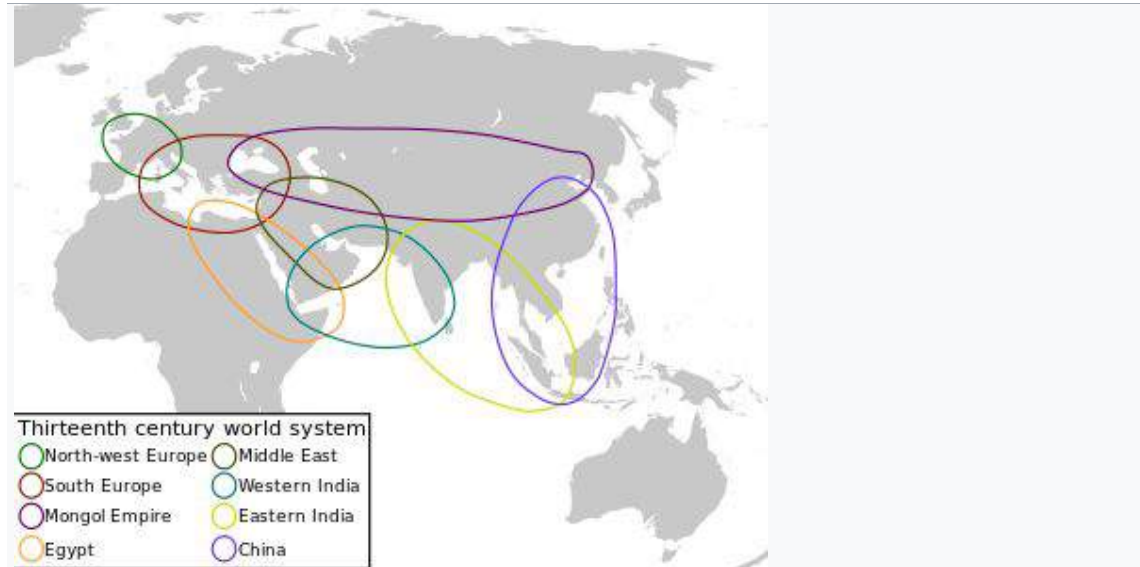 Thirteenth century world system
North-west Europe Middle East
South Europe Western India
Mongol Empire Eastern India
Egypt China